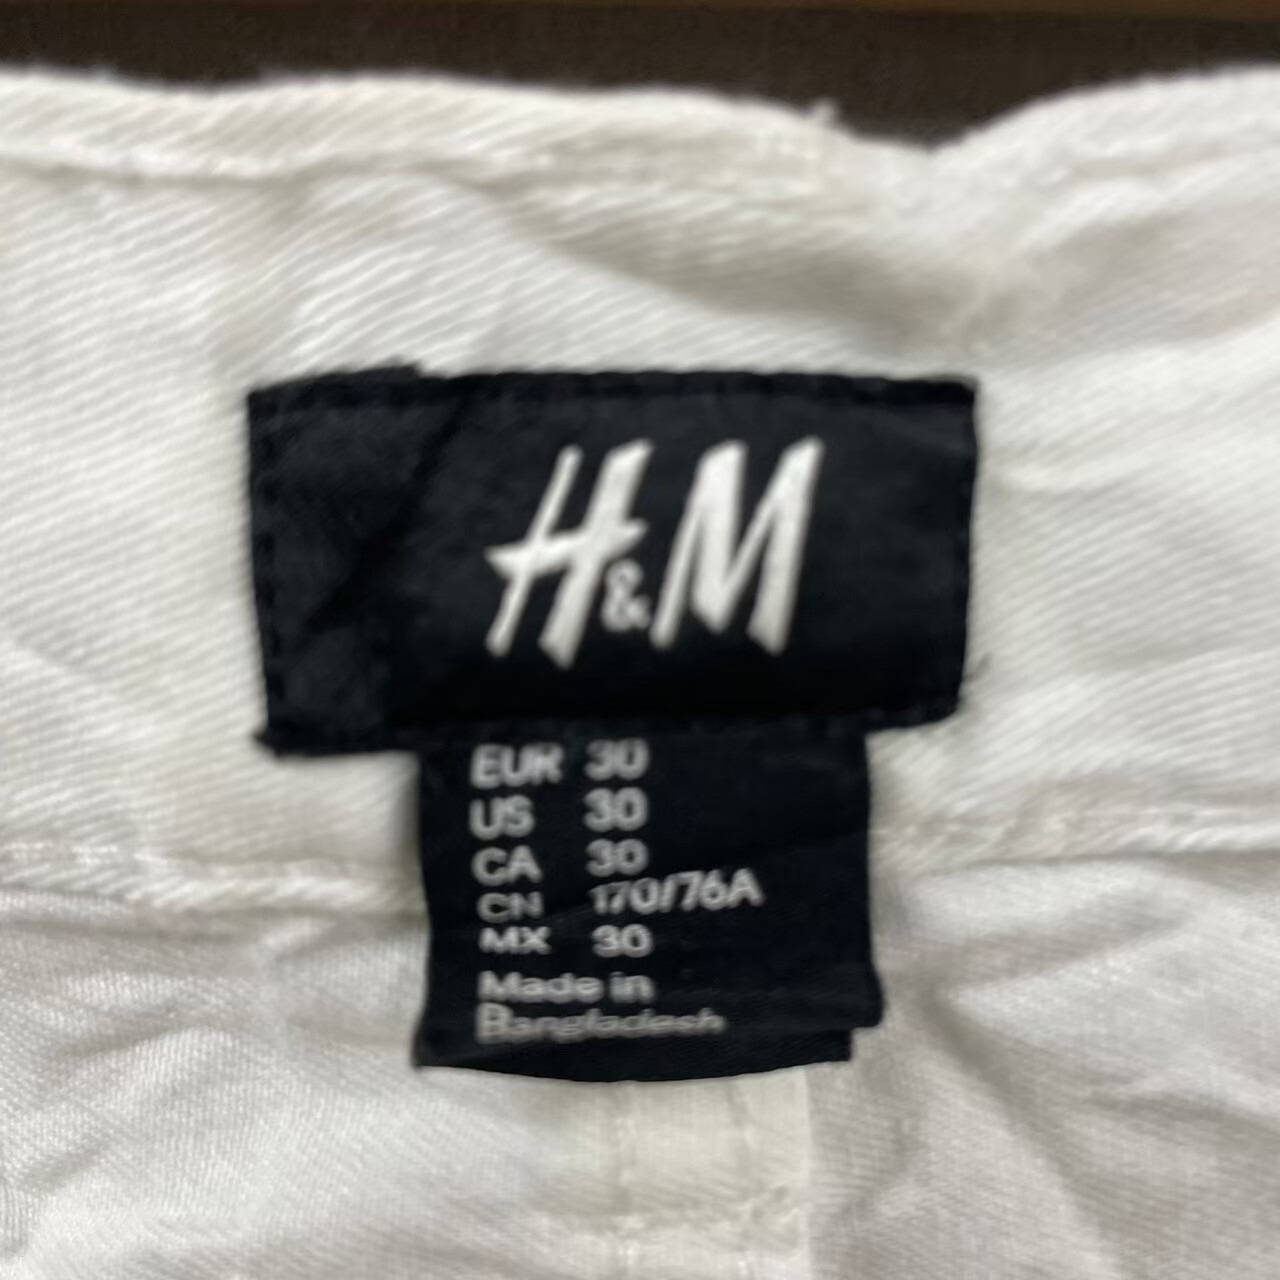 H&M
EUR 30
US 30
CA 30
CN 170/76A
MX 30
Made in
Bangladesh